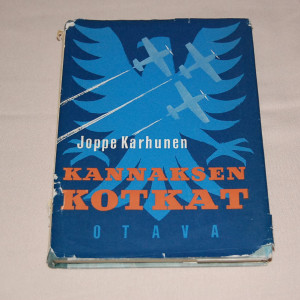 Joppe Karhunen
KANNAKSEN
KOTKAT
OTAVA